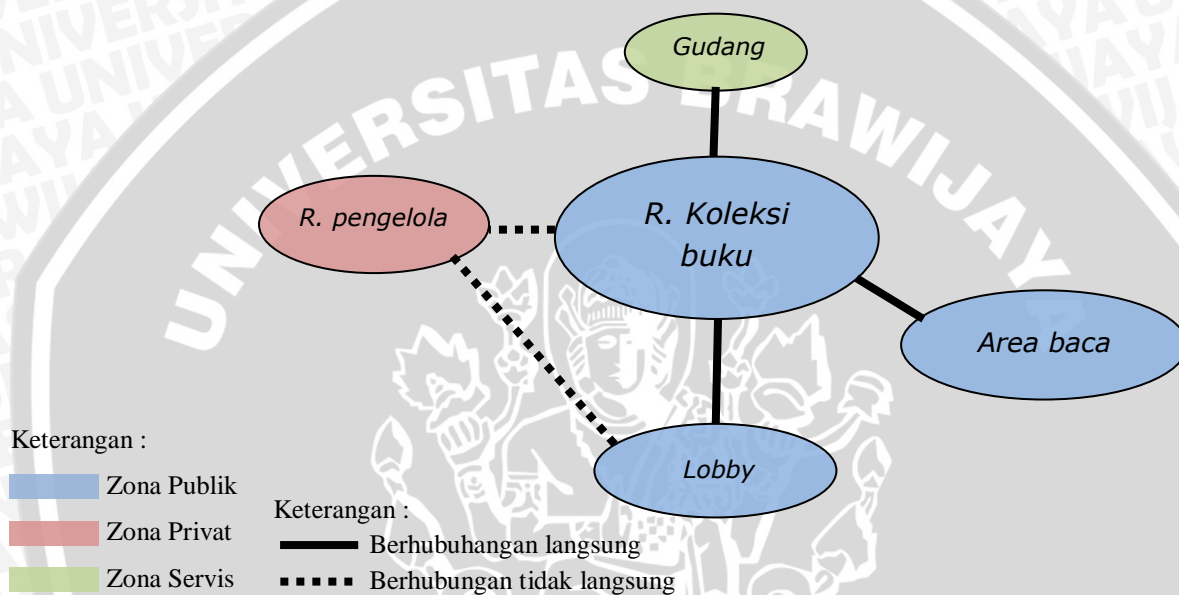 UNIVERSITAS BRAWIJAYA
Gudang
R. pengelola
R. Koleksi
buku
Area baca
Lobby
Keterangan :
Zona Publik
Zona Privat
Zona Servis
Keterangan :
Berhubuhangan langsung
Berhubungan tidak langsung